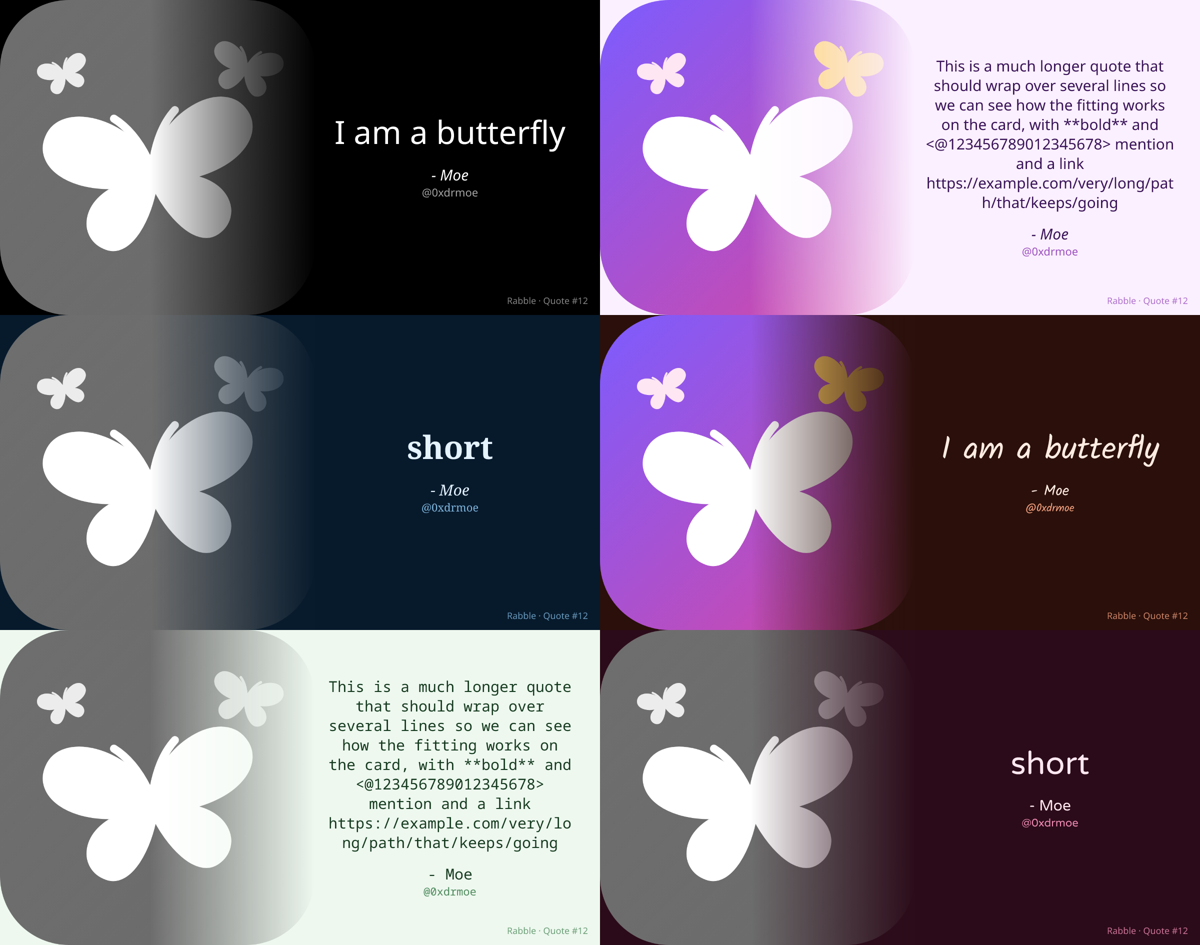 I am a butterfly
- Moe
@0xdrmoe
Rabble · Quote #12
This is a much longer quote that
should wrap over several lines so
we can see how the fitting works
on the card, with **bold** and
<@123456789012345678> mention
and a link
https://example.com/very/long/pat
h/that/keeps/going
- Moe
@0xdrmoe
Rabble · Quote #12
short
- Moe
@0xdrmoe
Rabble · Quote #12
I am a butterfly
- Moe
@0xdrmoe
Rabble · Quote #12
This is a much longer quote
that should wrap over
several lines so we can see
how the fitting works on
the card, with **bold** and
<@123456789012345678>
mention and a link
https://example.com/very/lo
ng/path/that/keeps/going
- Moe
@0xdrmoe
Rabble · Quote #12
short
- Moe
@0xdrmoe
Rabble · Quote #12